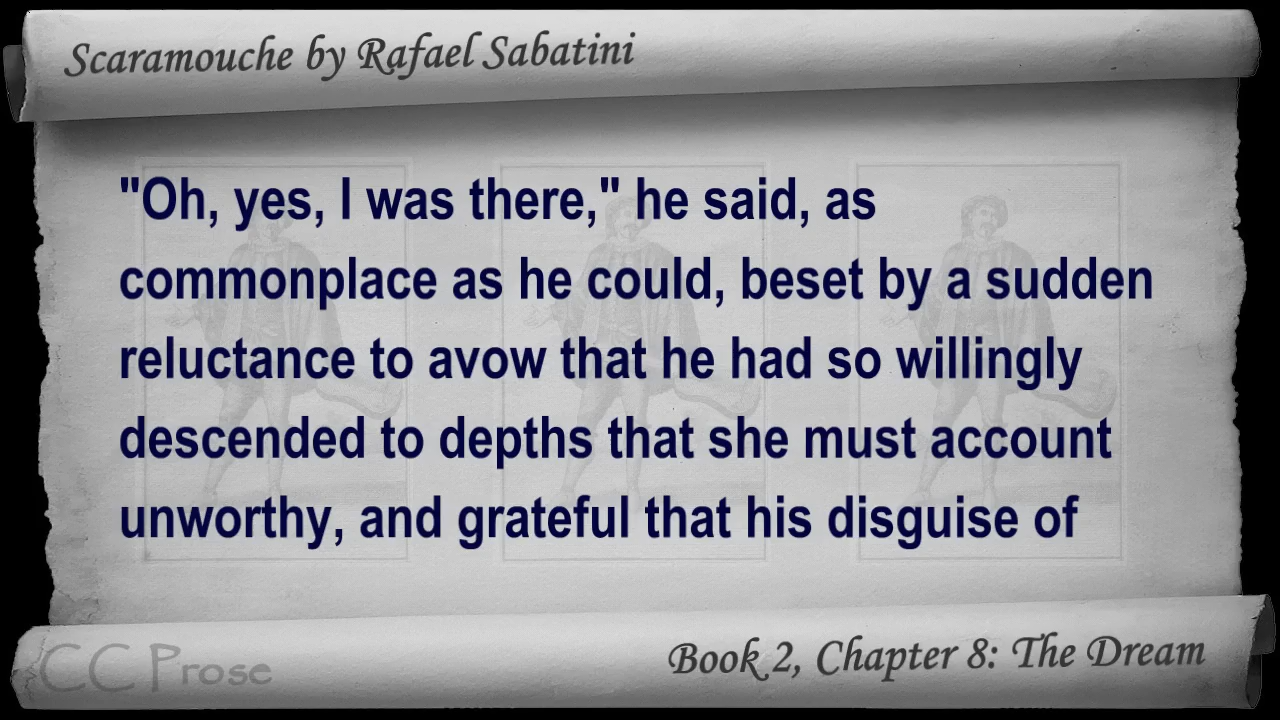 Scaramouche by Rafael Sabatini
"Oh, yes, I was there," he said, as
commonplace as he could, beset by a sudden
reluctance to avow that he had so willingly
descended to depths that she must account
unworthy, and grateful that his disguise of
CC Prose
Book 2, Chapter 8: The Dream